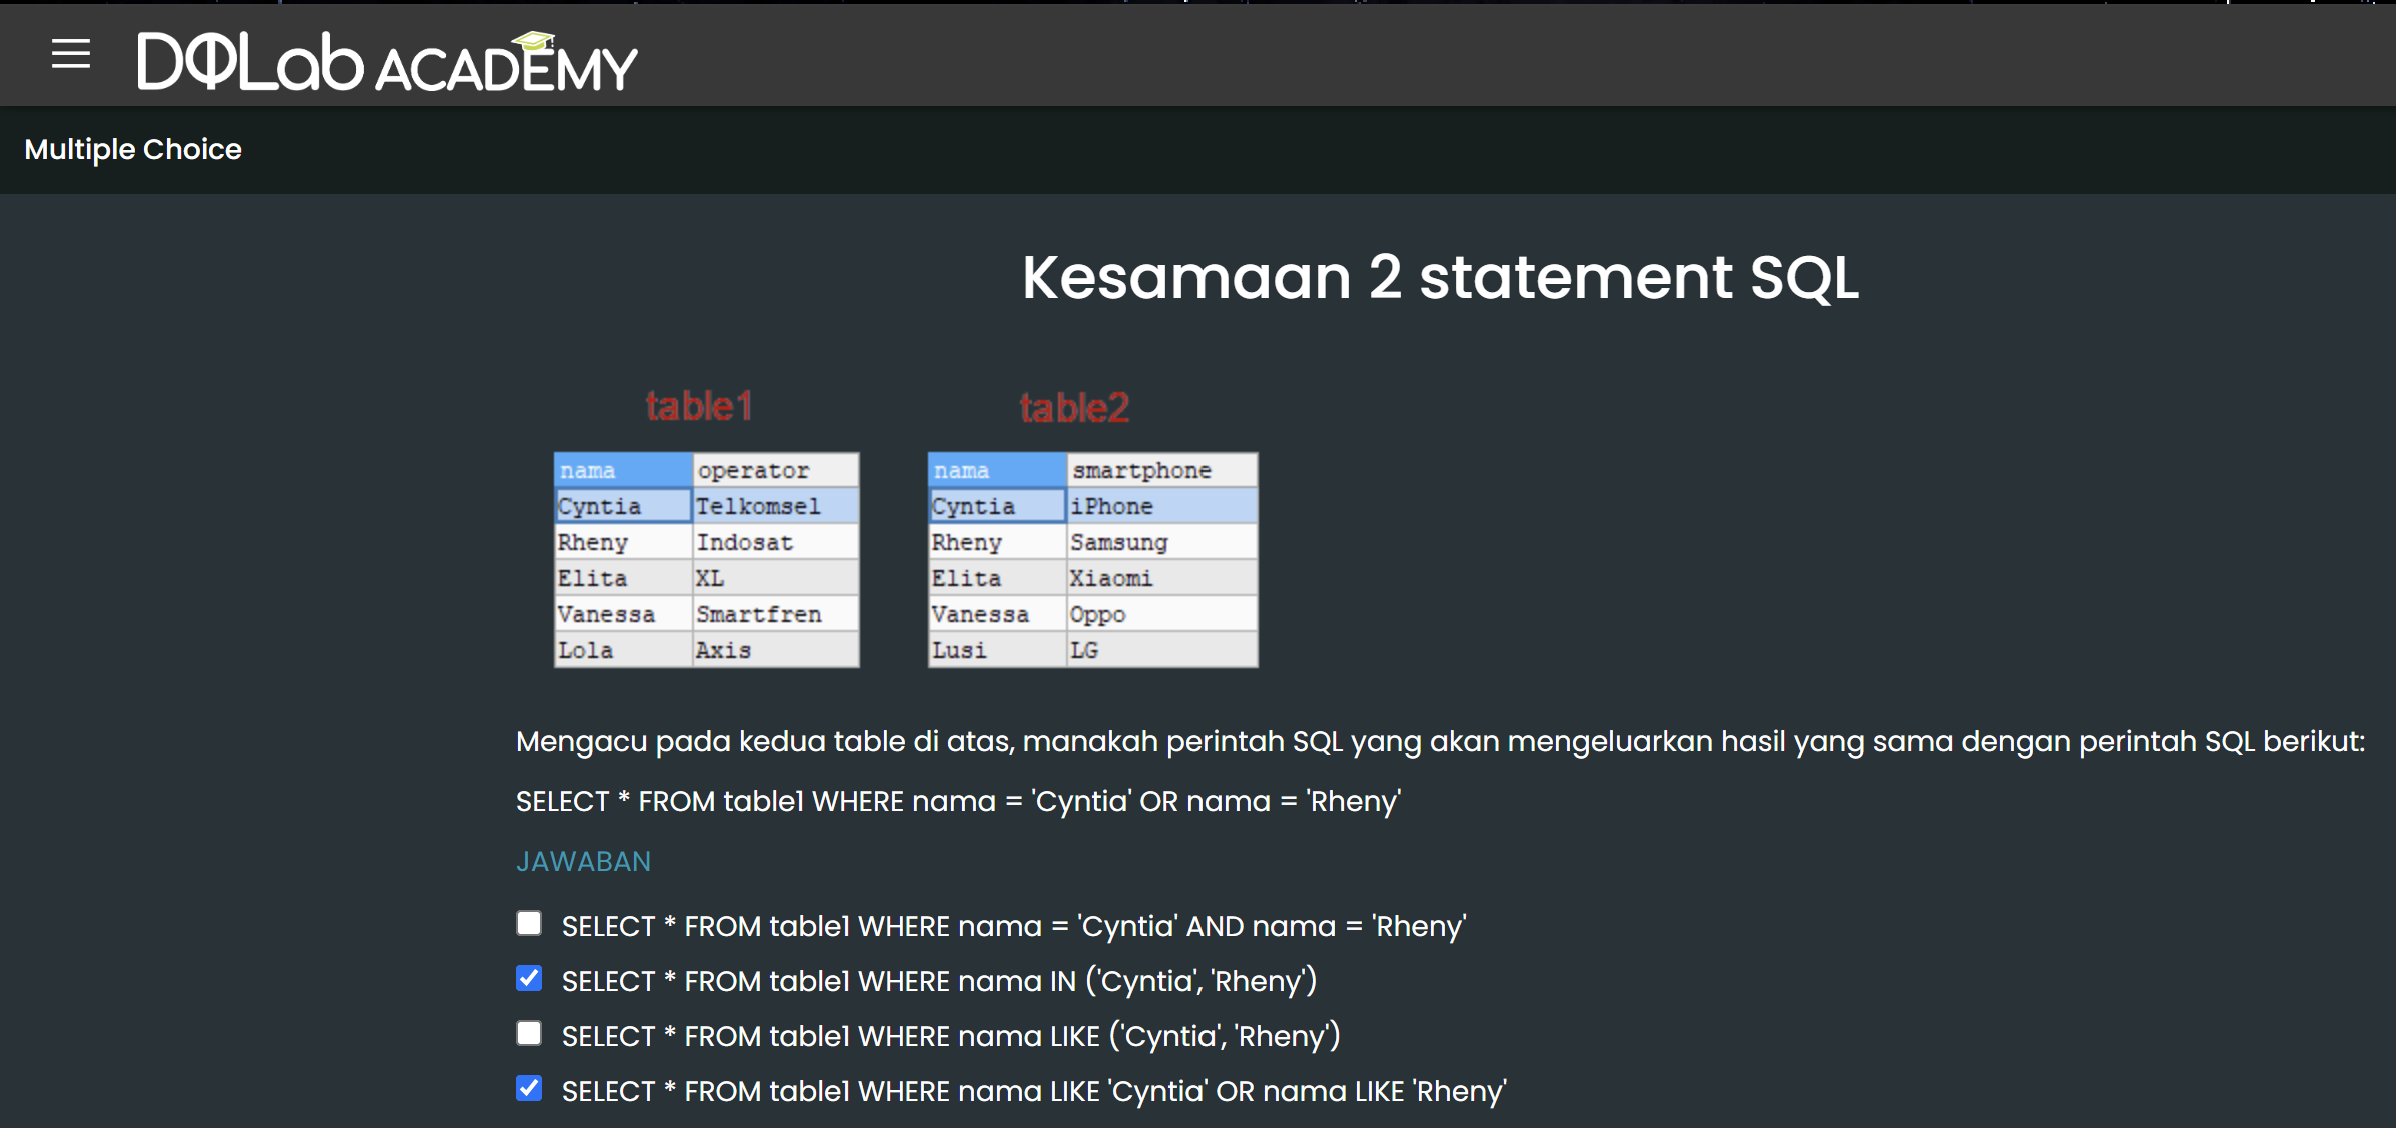 DQLab ACADEMY
Multiple Choice
Kesamaan 2 statement SQL
table1 table2
nama operator nama smartphone
Cyntia Telkomsel Cyntia iPhone
Rheny Indosat Rheny Samsung
Elita XL Elita Xiaomi
Vanessa Smartfren Vanessa Oppo
Lola Axis Lusi LG
Mengacu pada kedua table di atas, manakah perintah SQL yang akan mengeluarkan hasil yang sama dengan perintah SQL berikut:
SELECT * FROM table1 WHERE nama = 'Cyntia' OR nama = 'Rheny'
JAWABAN
SELECT * FROM table1 WHERE nama = 'Cyntia' AND nama = 'Rheny'
SELECT * FROM table1 WHERE nama IN ('Cyntia', 'Rheny')
SELECT * FROM table1 WHERE nama LIKE ('Cyntia', 'Rheny')
SELECT * FROM table1 WHERE nama LIKE 'Cyntia' OR nama LIKE 'Rheny'